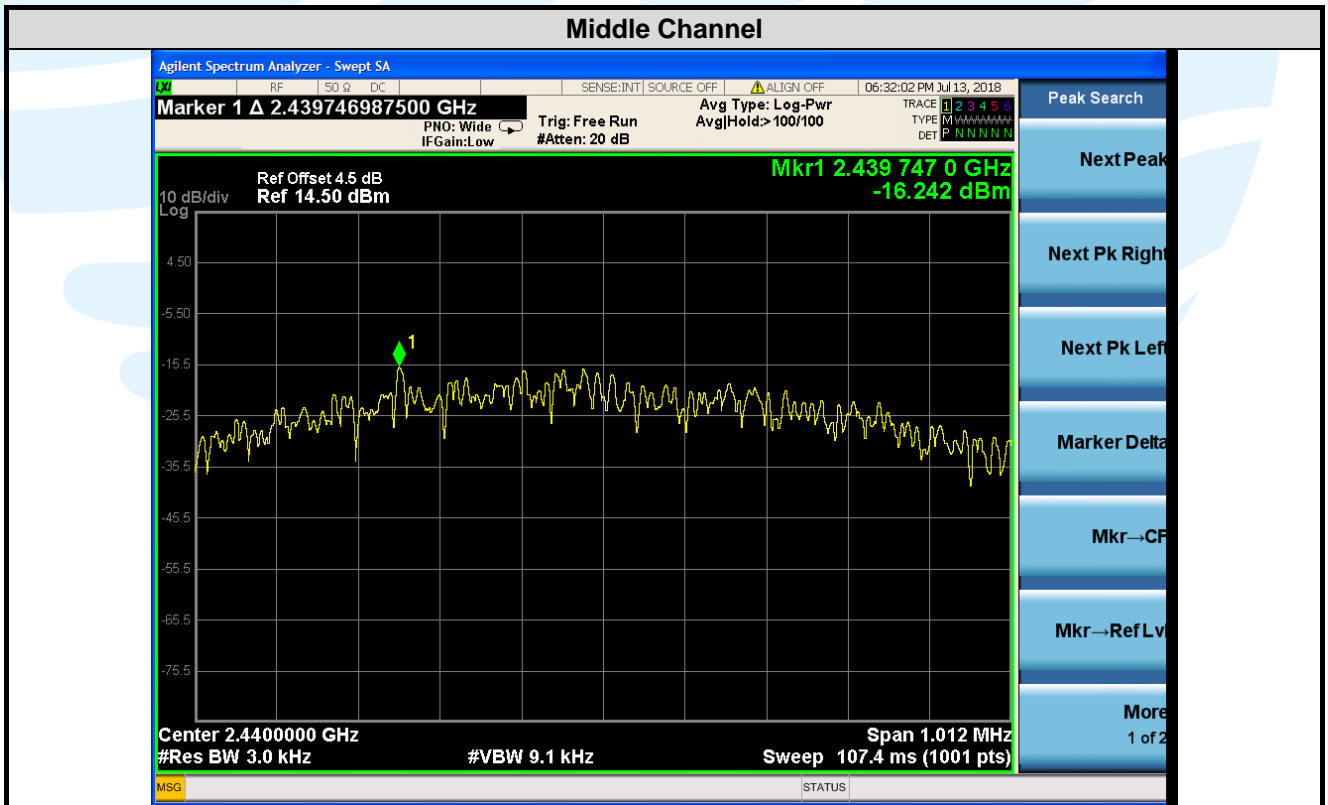 Middle Channel
Agilent Spectrum Analyzer - Swept SA
LXI RF 50 Ω DC SENSE:INT SOURCE OFF ALIGN OFF 06:32:02 PM Jul 13, 2018
Marker 1 Δ 2.439746987500 GHz
PNO: Wide
IFGain:Low
Trig: Free Run
#Atten: 20 dB
Avg Type: Log-Pwr
Avg|Hold:>100/100
TRACE 1 2 3 4 5 6
TYPE M WWWWW
DET P N N N N N
Ref Offset 4.5 dB
10 dB/div Ref 14.50 dBm
Log
Mkr1 2.439 747 0 GHz
-16.242 dBm
1
4.50
-5.50
-15.5
-25.5
-35.5
-45.5
-55.5
-65.5
-75.5
Center 2.4400000 GHz Span 1.012 MHz
#Res BW 3.0 kHz #VBW 9.1 kHz Sweep 107.4 ms (1001 pts)
MSG STATUS
Peak Search
Next Peak
Next Pk Right
Next Pk Left
Marker Delta
Mkr→CF
Mkr→Ref Lvl
More
1 of 2